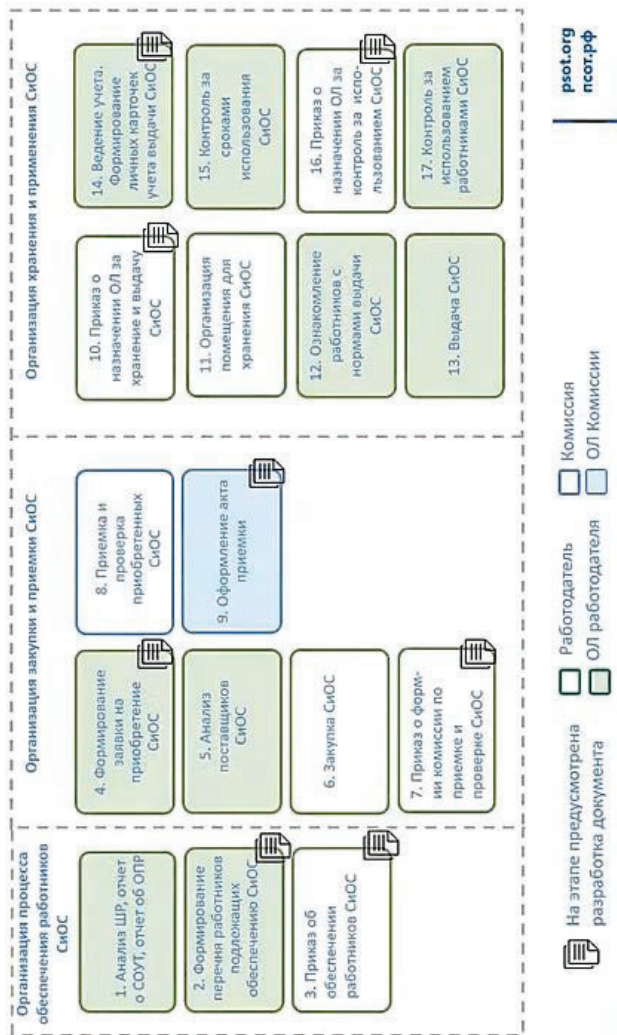 Организация процесса
обеспечения работников
СиОС
1. Анализ ШР, отчет
о СОУТ, отчет об ОПР
2. Формирование
перечня работников
подлежащих
обеспечению СиОС
3. Приказ об
обеспечении
работников СиОС
Организация закупки и приемки СиОС
4. Формирование
заявки на
приобретение
СиОС
5. Анализ
поставщиков
СиОС
6. Закупка СиОС
7. Приказ о форм-
ии комиссии по
приемке и
проверке СиОС
8. Приемка и
проверка
приобретенных
СиОС
9. Оформление акта
приемки
Организация хранения и применения СиОС
10. Приказ о
назначении ОЛ за
хранение и выдачу
СиОС
11. Организация
помещения для
хранения СиОС
12. Ознакомление
работников с
нормами выдачи
СиОС
13. Выдача СиОС
14. Ведение учета.
Формирование
личных карточек
учета выдачи СиОС
15. Контроль за
сроками
использования
СиОС
16. Приказ о
назначении ОЛ за
контроль за испо-
льзованием СиОС
17. Контроль за
использованием
работниками СиОС
На этапе предусмотрена
разработка документа
Работодатель
ОЛ работодателя
Комиссия
ОЛ Комиссии
psot.org
псот.рф